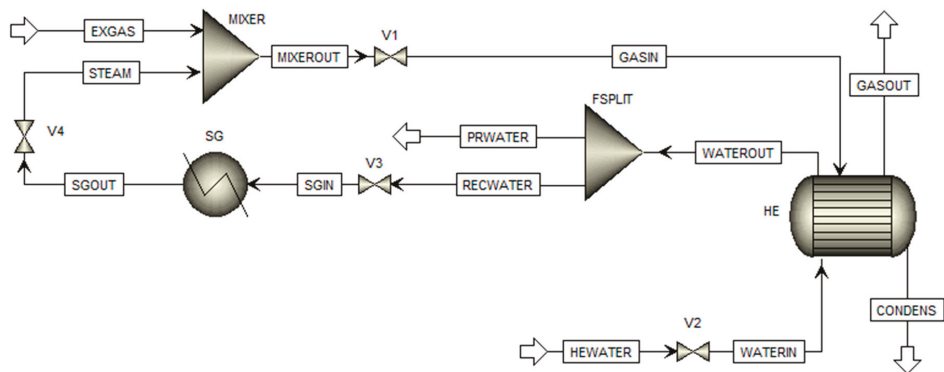 MIXER
EXGAS
V1
MIXEROUT
GASIN
STEAM
GASOUT
FSPLIT
V4
SG
PRWATER
V3
WATEROUT
SGOUT
SGIN
RECWATER
HE
V2
CONDENS
HEWATER
WATERIN